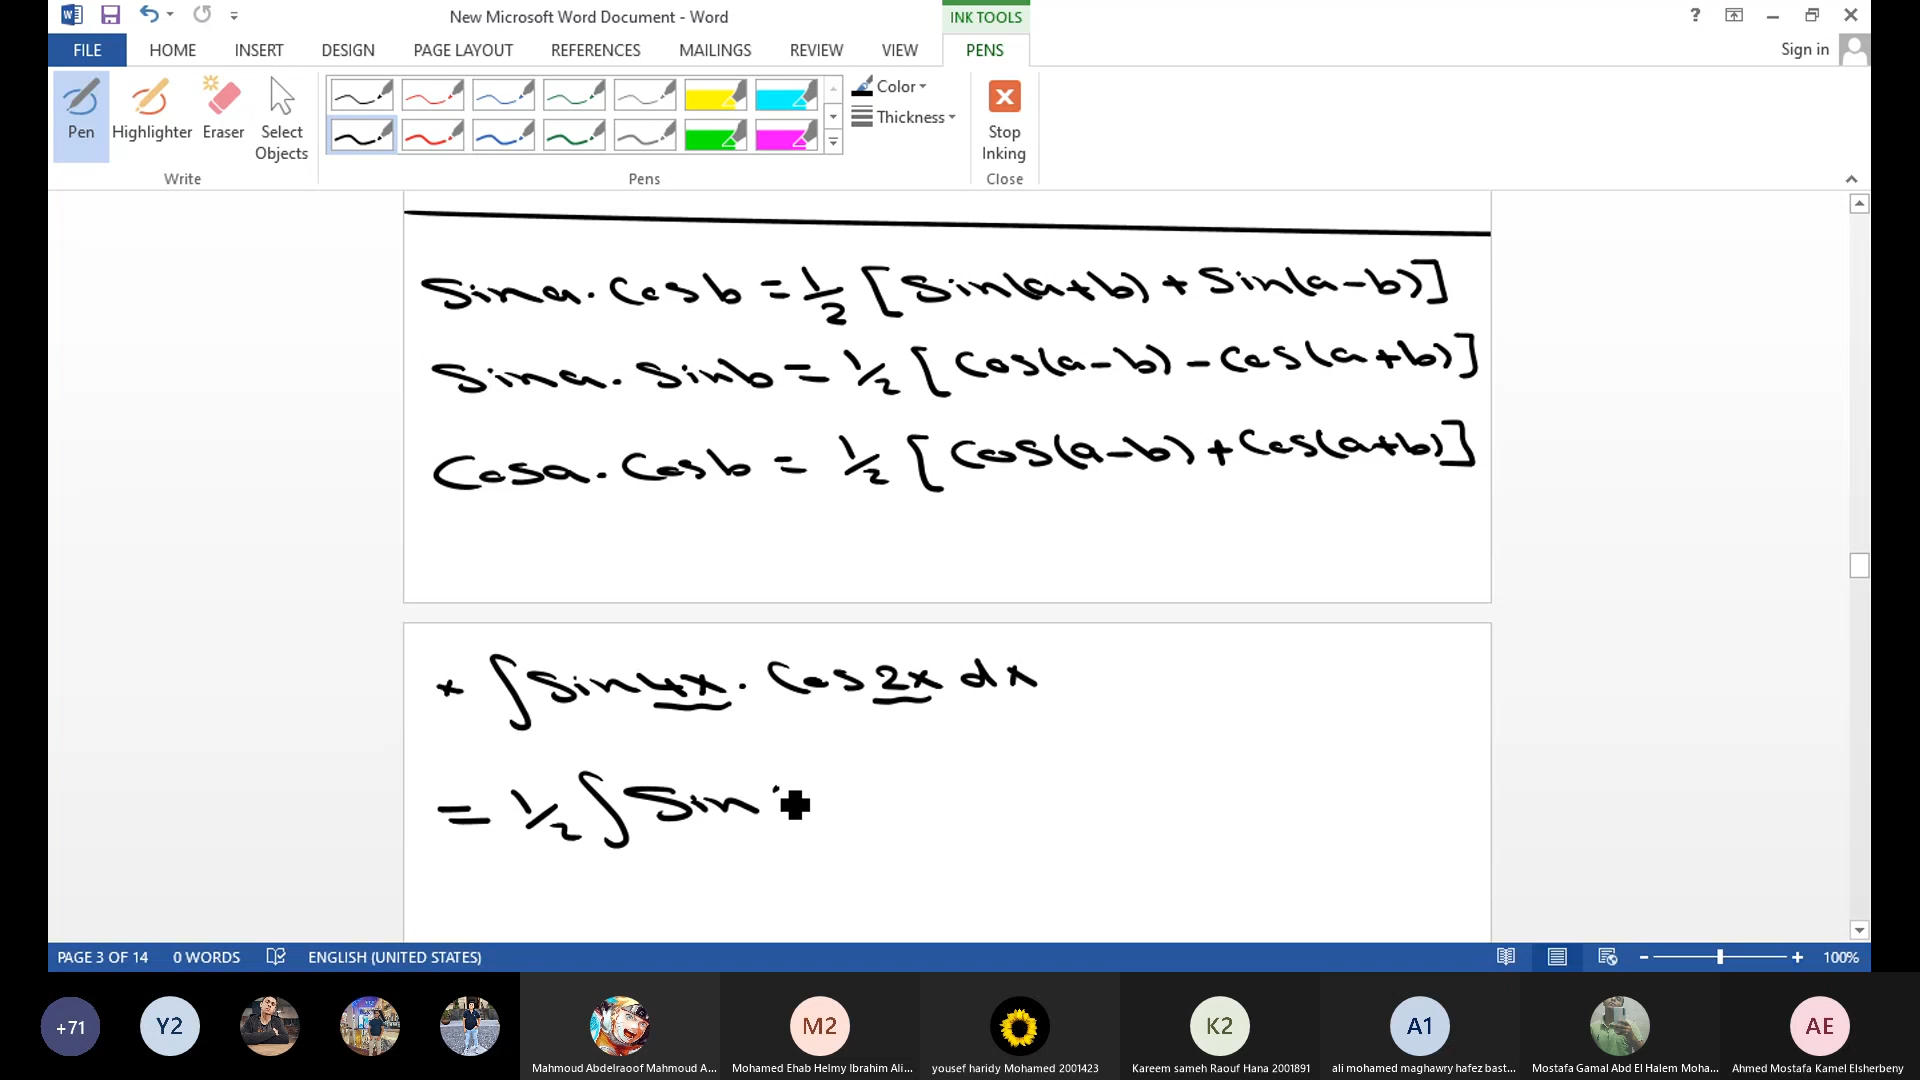 New Microsoft Word Document - Word
INK TOOLS
?
FILE HOME INSERT DESIGN PAGE LAYOUT REFERENCES MAILINGS REVIEW VIEW PENS
Sign in
Pen Highlighter Eraser Select Objects
Color
Thickness
Stop Inking
Write Pens Close
Sina . Cosb = 1/2 [Sin(a+b) + Sin(a-b)]
Sina . Sinb = 1/2 [Cos(a-b) - Cos(a+b)]
Cosa . Cosb = 1/2 [Cos(a-b) + Cos(a+b)]
* ∫ Sin4x . Cos2x dx
= 1/2 ∫ Sin
PAGE 3 OF 14 0 WORDS ENGLISH (UNITED STATES) 100%
+71 Y2 M2 K2 A1 AE
Mahmoud Abdelraoof Mahmoud A... Mohamed Ehab Helmy Ibrahim Ali... yousef haridy Mohamed 2001423 Kareem sameh Raouf Hana 2001891 ali mohamed maghawry hafez bast... Mostafa Gamal Abd El Halem Moha... Ahmed Mostafa Kamel Elsherbeny